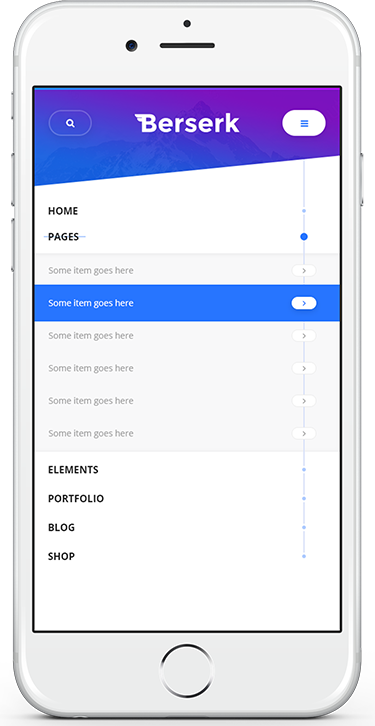 Berserk
HOME
PAGES
Some item goes here
Some item goes here
Some item goes here
Some item goes here
Some item goes here
Some item goes here
ELEMENTS
PORTFOLIO
BLOG
SHOP